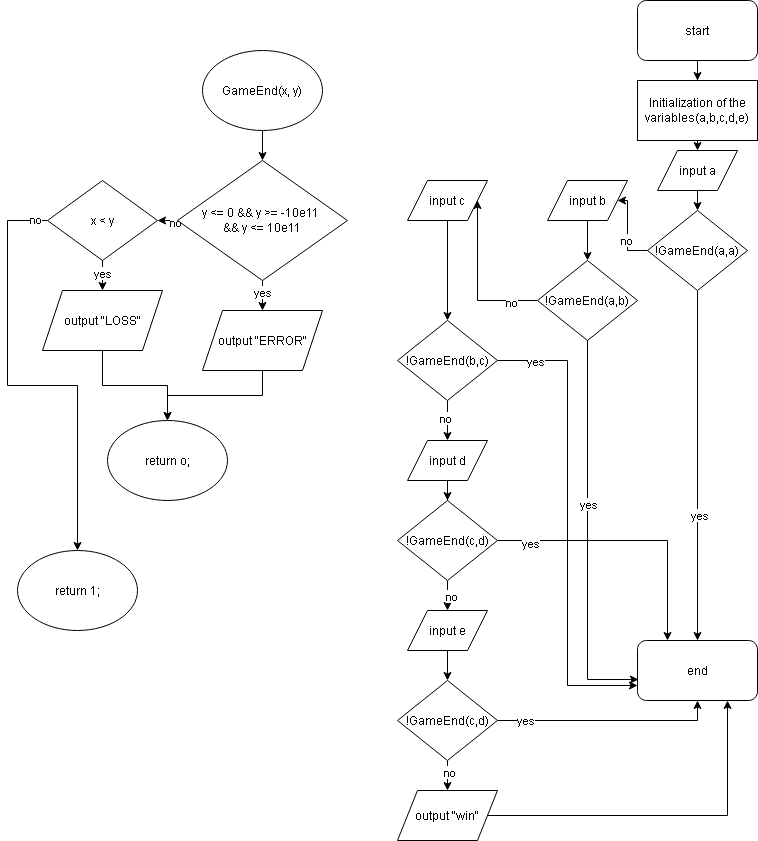 GameEnd(x, y)
y <= 0 && y >= -10e11
&& y <= 10e11
no
x < y
no
yes
output "LOSS"
yes
output "ERROR"
return o;
return 1;
start
Initialization of the
variables(a,b,c,d,e)
input a
!GameEnd(a,a)
no
yes
input b
!GameEnd(a,b)
no
yes
input c
!GameEnd(b,c)
yes
no
input d
!GameEnd(c,d)
yes
no
input e
!GameEnd(c,d)
yes
no
output "win"
end